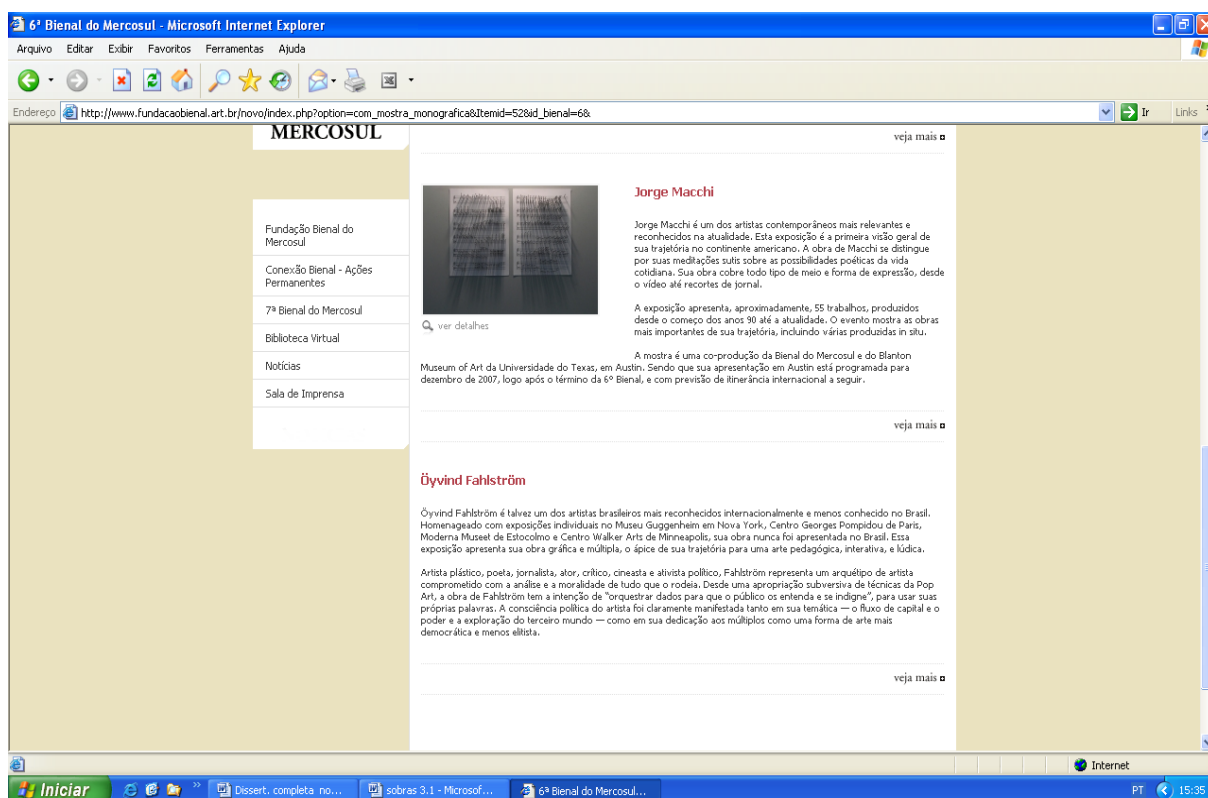 6ª Bienal do Mercosul - Microsoft Internet Explorer
Arquivo Editar Exibir Favoritos Ferramentas Ajuda
Endereço http://www.fundacaobienal.art.br/novo/index.php?option=com_mostra_monografica&Itemid=52&id_bienal=6& Ir Links
MERCOSUL
veja mais
Fundação Bienal do
Mercosul
Conexão Bienal - Ações
Permanentes
7ª Bienal do Mercosul
Biblioteca Virtual
Notícias
Sala de Imprensa
ver detalhes
Jorge Macchi
Jorge Macchi é um dos artistas contemporâneos mais relevantes e
reconhecidos na atualidade. Esta exposição é a primeira visão geral de
sua trajetória no continente americano. A obra de Macchi se distingue
por suas meditações sutis sobre as possibilidades poéticas da vida
cotidiana. Sua obra cobre todo tipo de meio e forma de expressão, desde
o vídeo até recortes de jornal.
A exposição apresenta, aproximadamente, 55 trabalhos, produzidos
desde o começo dos anos 90 até a atualidade. O evento mostra as obras
mais importantes de sua trajetória, incluindo várias produzidas in situ.
A mostra é uma co-produção da Bienal do Mercosul e do Blanton
Museum of Art da Universidade do Texas, em Austin. Sendo que sua apresentação em Austin está programada para
dezembro de 2007, logo após o término da 6º Bienal, e com previsão de itinerância internacional a seguir.
veja mais
Öyvind Fahlström
Öyvind Fahlström é talvez um dos artistas brasileiros mais reconhecidos internacionalmente e menos conhecido no Brasil.
Homenageado com exposições individuais no Museu Guggenheim em Nova York, Centro Georges Pompidou de Paris,
Moderna Museet de Estocolmo e Centro Walker Arts de Minneapolis, sua obra nunca foi apresentada no Brasil. Essa
exposição apresenta sua obra gráfica e múltipla, o ápice de sua trajetória para uma arte pedagógica, interativa, e lúdica.
Artista plástico, poeta, jornalista, ator, crítico, cineasta e ativista político, Fahlström representa um arquétipo de artista
comprometido com a análise e a moralidade de tudo que o rodeia. Desde uma apropriação subversiva de técnicas da Pop
Art, a obra de Fahlström tem a intenção de "orquestrar dados para que o público os entenda e se indigne", para usar suas
próprias palavras. A consciência política do artista foi claramente manifestada tanto em sua temática — o fluxo de capital e o
poder e a exploração do terceiro mundo — como em sua dedicação aos múltiplos como uma forma de arte mais
democrática e menos elitista.
veja mais
Internet
Iniciar Dissert. completa no... sobras 3.1 - Microsof... 6ª Bienal do Mercosul... PT 15:35